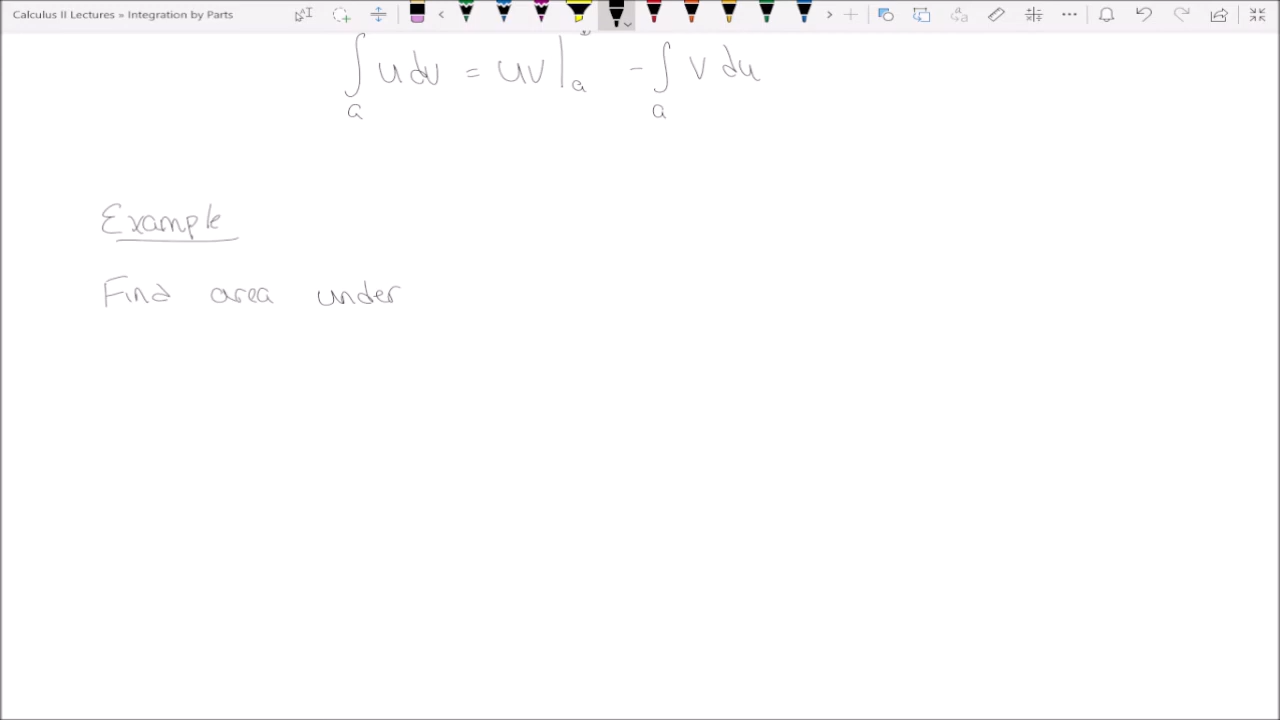 Calculus II Lectures » Integration by Parts
∫ₐ u dv = uv|ₐ - ∫ₐ v du
Example
Find area under